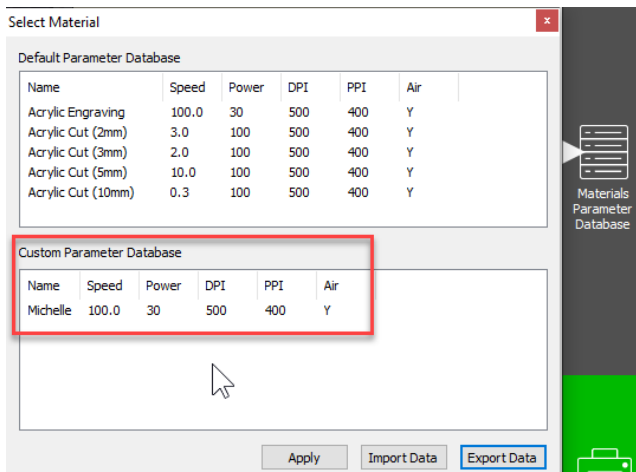 Select Material
x
Default Parameter Database
Name Speed Power DPI PPI Air
Acrylic Engraving 100.0 30 500 400 Y
Acrylic Cut (2mm) 3.0 100 500 400 Y
Acrylic Cut (3mm) 2.0 100 500 400 Y
Acrylic Cut (5mm) 10.0 100 500 400 Y
Acrylic Cut (10mm) 0.3 100 500 400 Y
Materials
Parameter
Database
Custom Parameter Database
Name Speed Power DPI PPI Air
Michelle 100.0 30 500 400 Y
Apply Import Data Export Data